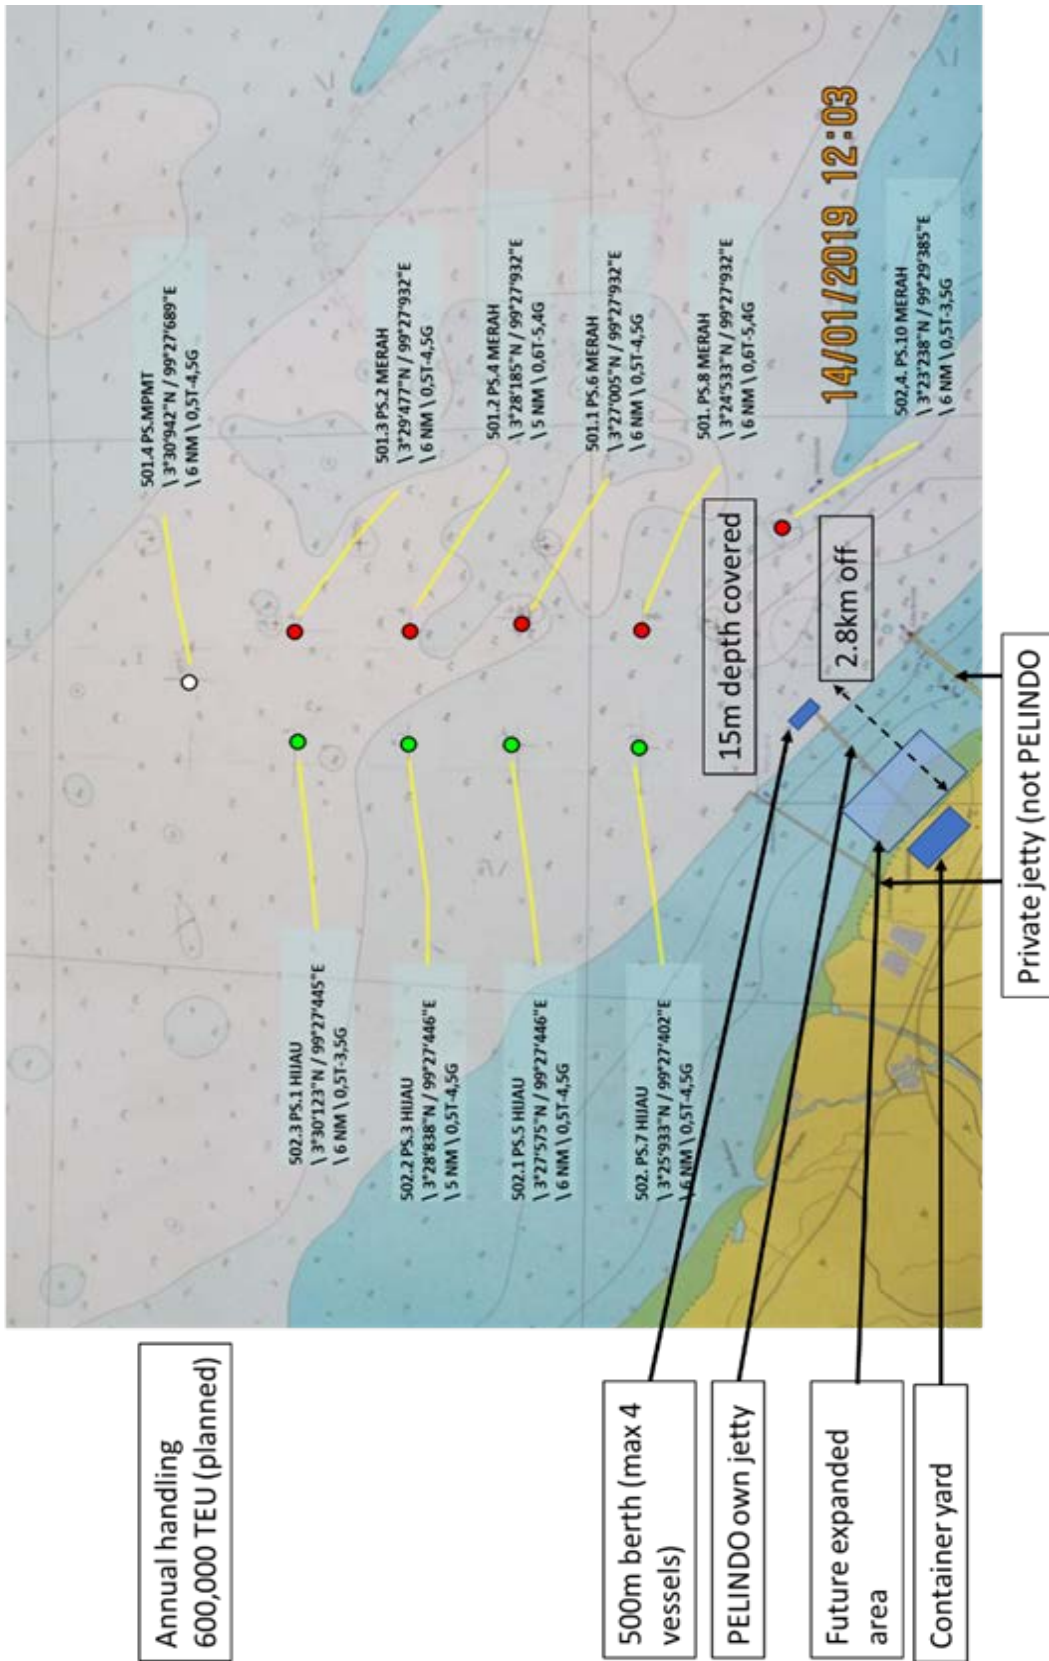 Annual handling
600,000 TEU (planned)
501.4 PS.MPMT
\ 3°30'942"N / 99°27'689"E
\ 6 NM \ 0,5T-4,5G
502.3 PS.1 HIJAU
\ 3°30'123"N / 99°27'445"E
\ 6 NM \ 0,5T-3,5G
501.3 PS.2 MERAH
\ 3°29'477"N / 99°27'932"E
\ 6 NM \ 0,5T-4,5G
502.2 PS.3 HIJAU
\ 3°28'838"N / 99°27'446"E
\ 5 NM \ 0,5T-4,5G
501.2 PS.4 MERAH
\ 3°28'185"N / 99°27'932"E
\ 5 NM \ 0,6T-5,4G
502.1 PS.5 HIJAU
\ 3°27'575"N / 99°27'446"E
\ 6 NM \ 0,5T-4,5G
501.1 PS.6 MERAH
\ 3°27'005"N / 99°27'932"E
\ 6 NM \ 0,5T-4,5G
502. PS.7 HIJAU
\ 3°25'933"N / 99°27'402"E
\ 6 NM \ 0,5T-4,5G
501. PS.8 MERAH
\ 3°24'533"N / 99°27'932"E
\ 6 NM \ 0,6T-5,4G
502,4. PS.10 MERAH
\ 3°23'238"N / 99°29'385"E
\ 6 NM \ 0,5T-3,5G
14/01/2019 12:03
15m depth covered
2.8km off
500m berth (max 4
vessels)
PELINDO own jetty
Future expanded
area
Container yard
Private jetty (not PELINDO